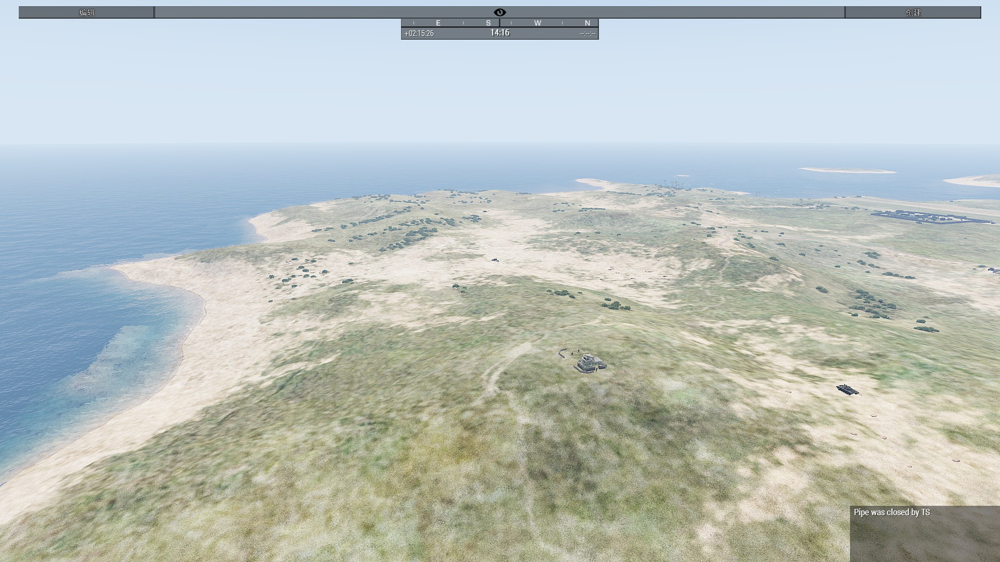 编辑
创建
E S W N
+02:15:26 14:16 --:--:--
Pipe was closed by TS